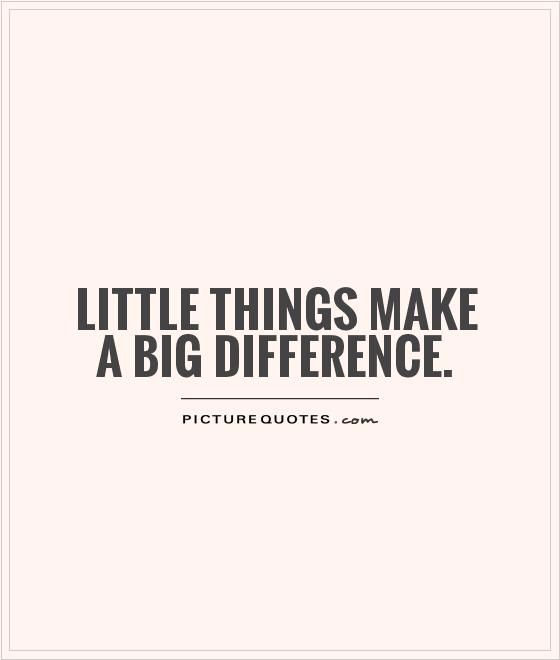 LITTLE THINGS MAKE
A BIG DIFFERENCE.
PICTUREQUOTES.com